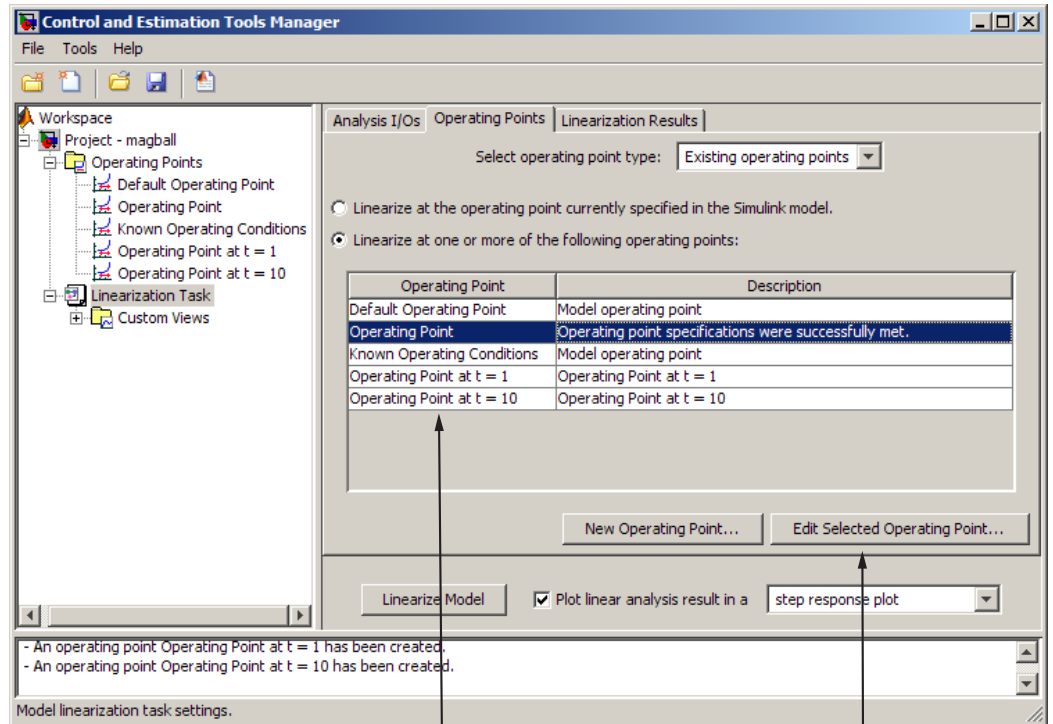 Control and Estimation Tools Manager
File Tools Help
Workspace
Project - magball
Operating Points
Default Operating Point
Operating Point
Known Operating Conditions
Operating Point at t = 1
Operating Point at t = 10
Linearization Task
Custom Views
Analysis I/Os Operating Points Linearization Results
Select operating point type: Existing operating points
Linearize at the operating point currently specified in the Simulink model.
Linearize at one or more of the following operating points:
Operating Point Description
Default Operating Point Model operating point
Operating Point Operating point specifications were successfully met.
Known Operating Conditions Model operating point
Operating Point at t = 1 Operating Point at t = 1
Operating Point at t = 10 Operating Point at t = 10
New Operating Point... Edit Selected Operating Point...
Linearize Model Plot linear analysis result in a step response plot
- An operating point Operating Point at t = 1 has been created.
- An operating point Operating Point at t = 10 has been created.
Model linearization task settings.